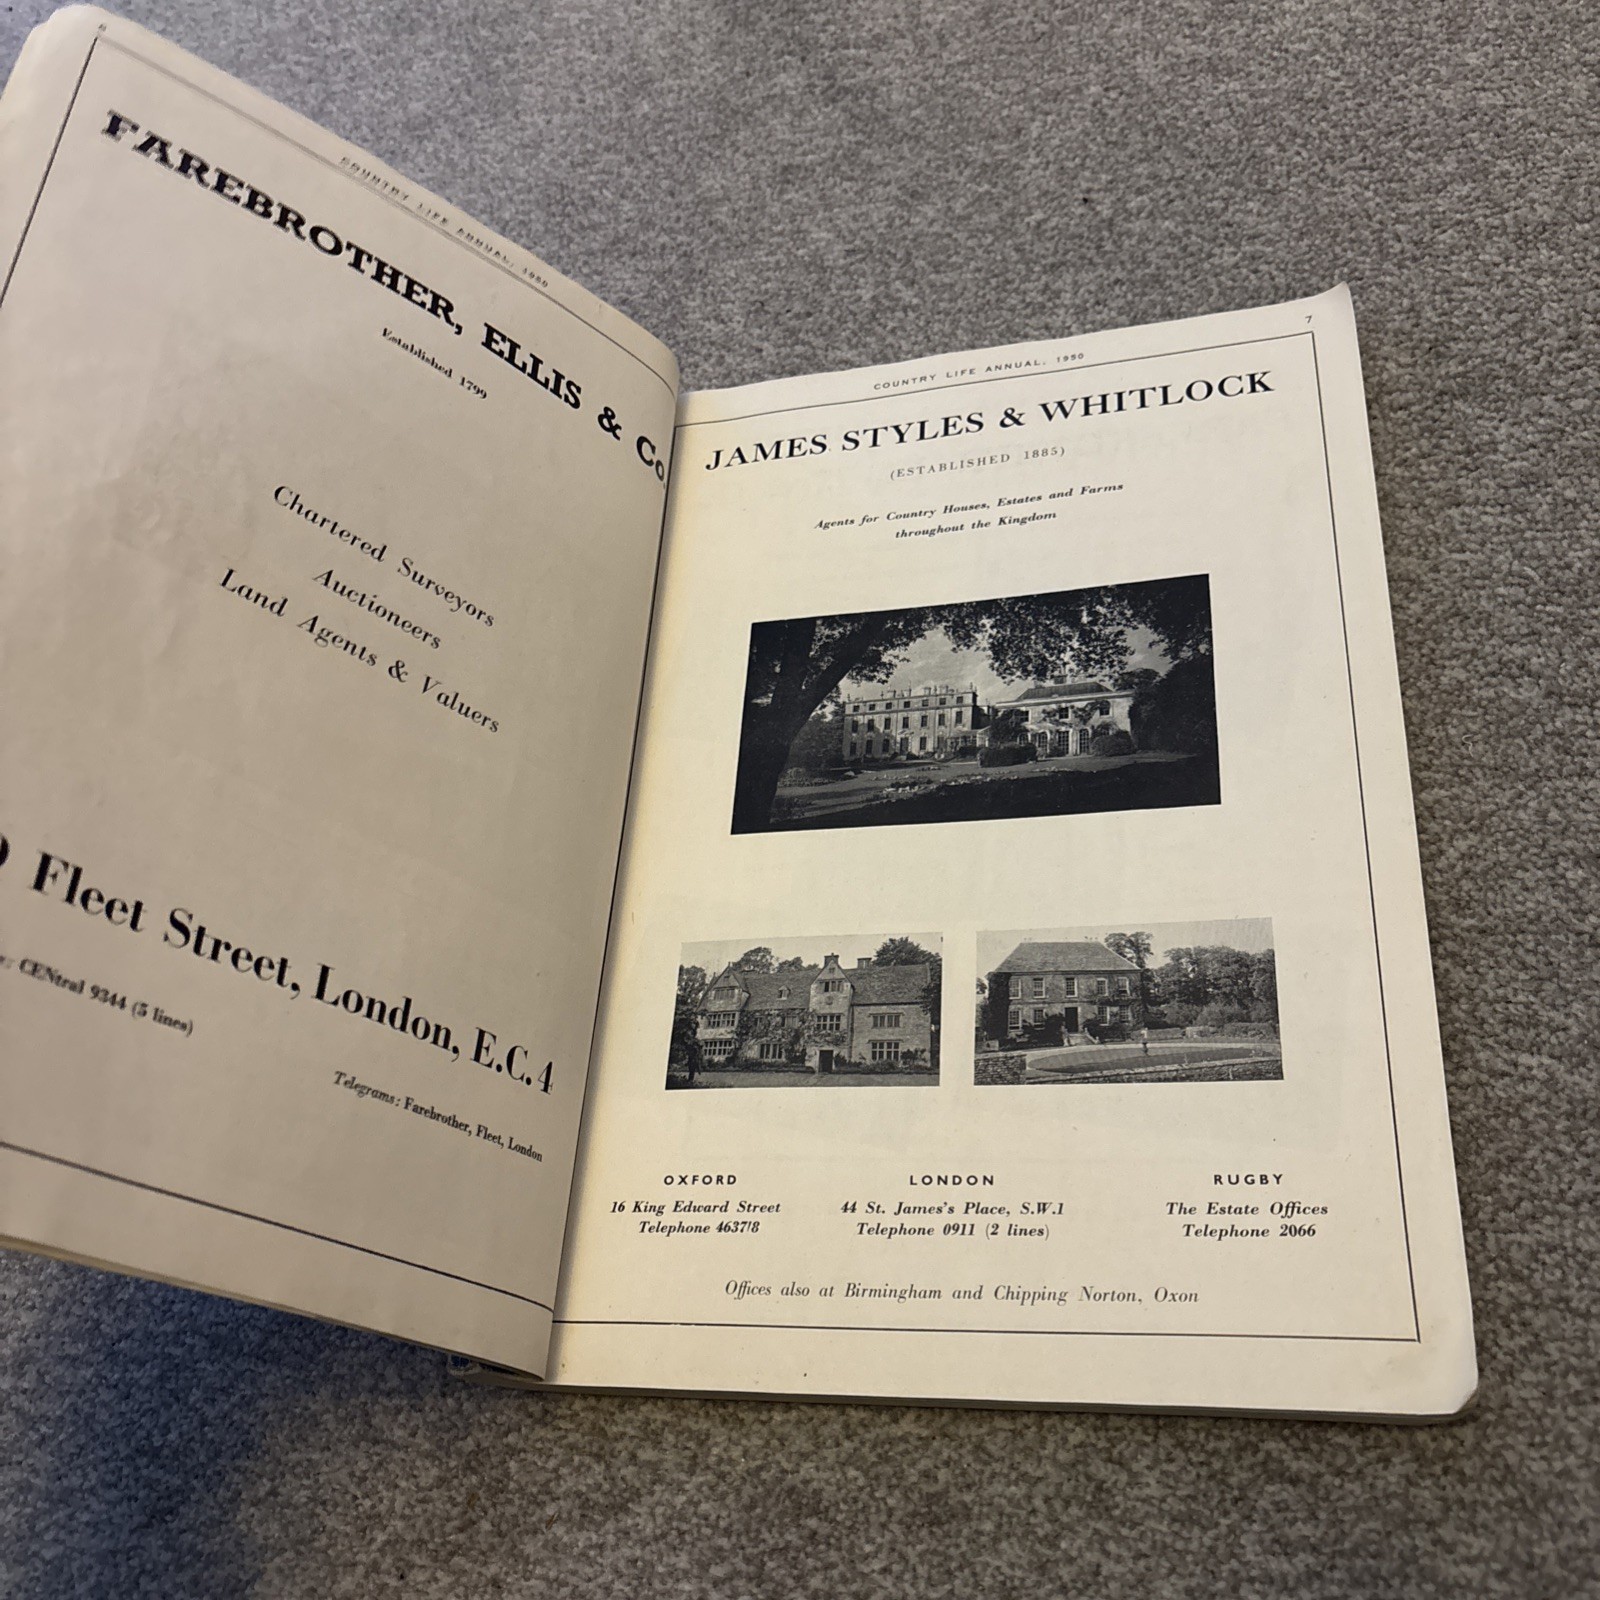 COUNTRY LIFE ANNUAL, 1950
FAREBROTHER, ELLIS & Co.
Established 1799
Chartered Surveyors
Auctioneers
Land Agents & Valuers
Fleet Street, London, E.C.4
CENtral 9344 (5 lines)
Telegrams: Farebrother, Fleet, London
COUNTRY LIFE ANNUAL, 1950
7
JAMES STYLES & WHITLOCK
(ESTABLISHED 1885)
Agents for Country Houses, Estates and Farms
throughout the Kingdom
OXFORD
16 King Edward Street
Telephone 4637/8
LONDON
44 St. James's Place, S.W.1
Telephone 0911 (2 lines)
RUGBY
The Estate Offices
Telephone 2066
Offices also at Birmingham and Chipping Norton, Oxon